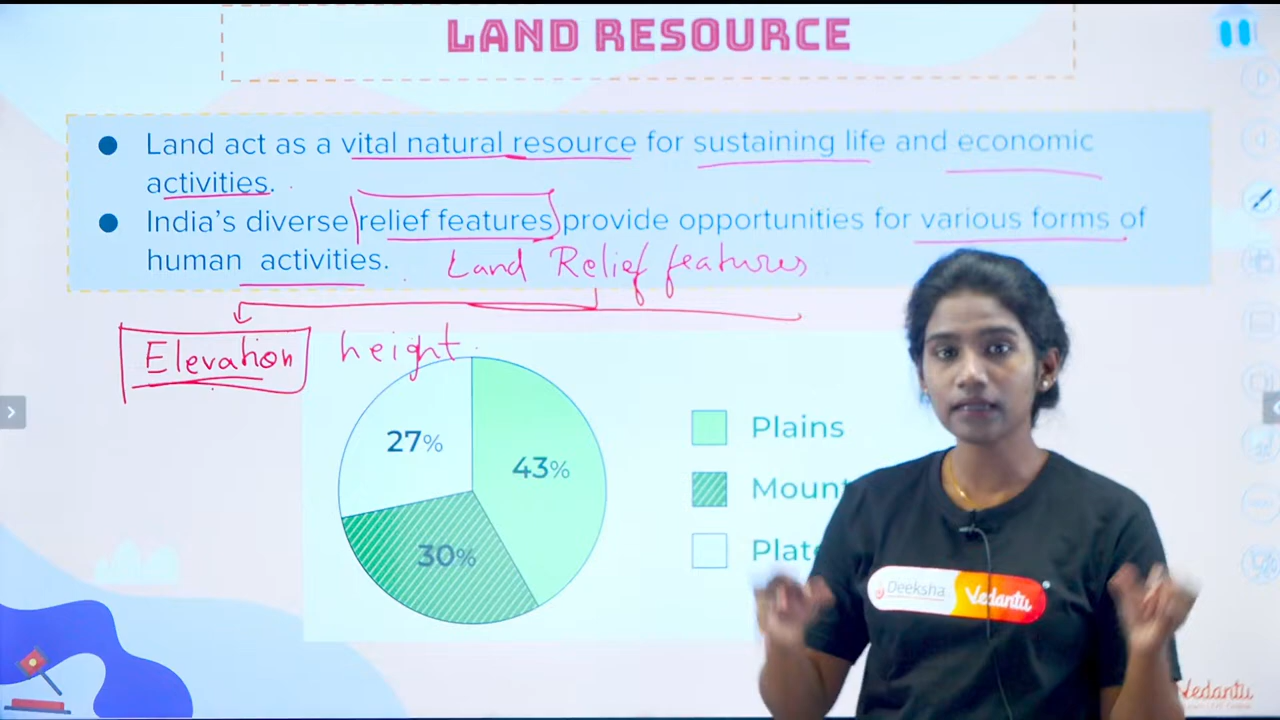 LAND RESOURCE
● Land act as a vital natural resource for sustaining life and economic
activities.
● India's diverse relief features provide opportunities for various forms of
human activities.
Land Relief features
Elevation height
27%
43%
30%
Plains
Mount
Plat
Deeksha Vedantu
Vedantu